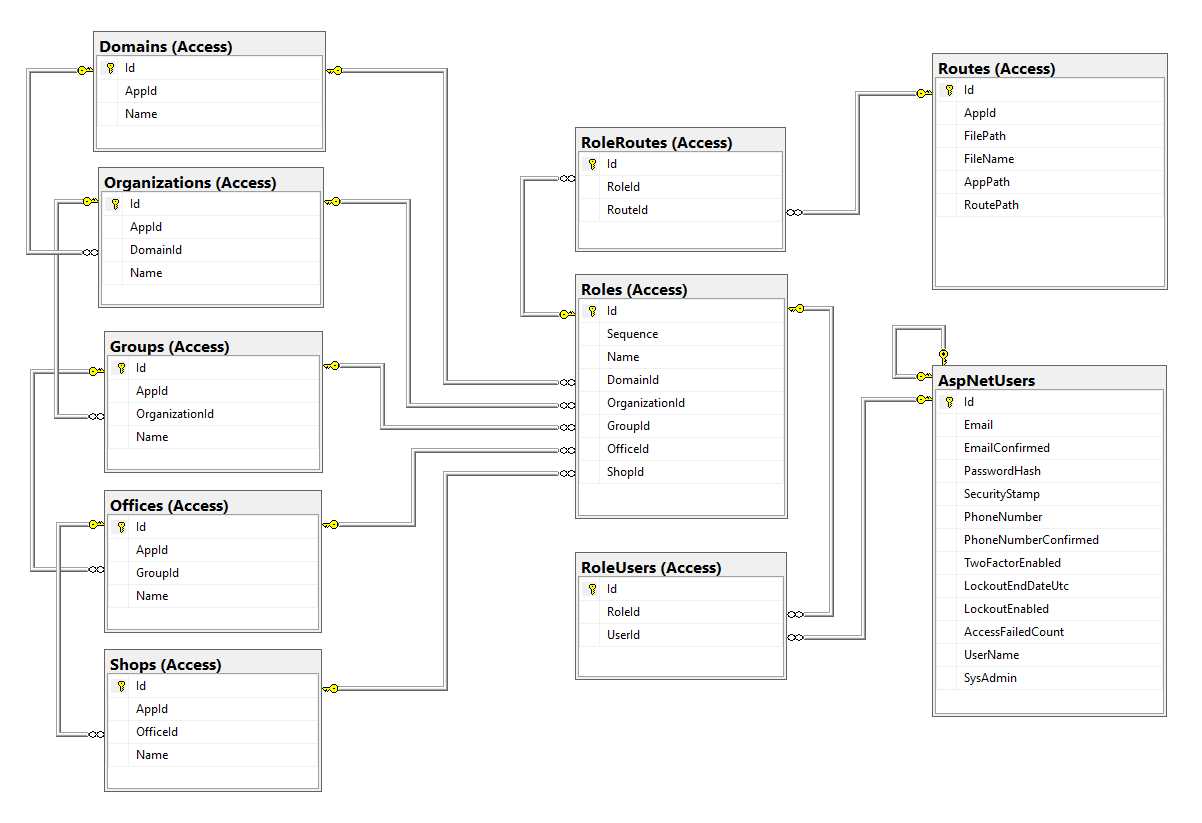 Domains (Access)
Id
AppId
Name
Organizations (Access)
Id
AppId
DomainId
Name
Groups (Access)
Id
AppId
OrganizationId
Name
Offices (Access)
Id
AppId
GroupId
Name
Shops (Access)
Id
AppId
OfficeId
Name
RoleRoutes (Access)
Id
RoleId
RouteId
Roles (Access)
Id
Sequence
Name
DomainId
OrganizationId
GroupId
OfficeId
ShopId
RoleUsers (Access)
Id
RoleId
UserId
Routes (Access)
Id
AppId
FilePath
FileName
AppPath
RoutePath
AspNetUsers
Id
Email
EmailConfirmed
PasswordHash
SecurityStamp
PhoneNumber
PhoneNumberConfirmed
TwoFactorEnabled
LockoutEndDateUtc
LockoutEnabled
AccessFailedCount
UserName
SysAdmin